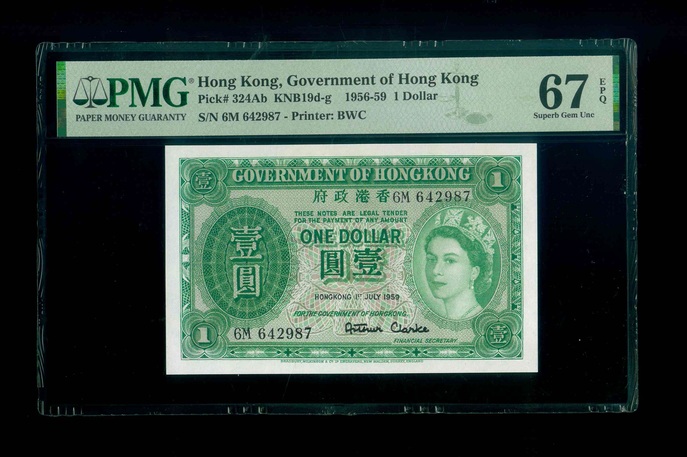 PMG
PAPER MONEY GUARANTY
Hong Kong, Government of Hong Kong
Pick# 324Ab KNB19d-g 1956-59 1 Dollar
S/N 6M 642987 - Printer: BWC
67 EPQ
Superb Gem Unc
壹 GOVERNMENT OF HONGKONG 1
府政港香 6M 642987
THESE NOTES ARE LEGAL TENDER
FOR THE PAYMENT OF ANY AMOUNT
ONE DOLLAR
壹圓
圓壹
HONGKONG 1ST JULY 1959
FOR THE GOVERNMENT OF HONGKONG.
1 6M 642987 Arthur Clarke 壹
FINANCIAL SECRETARY.